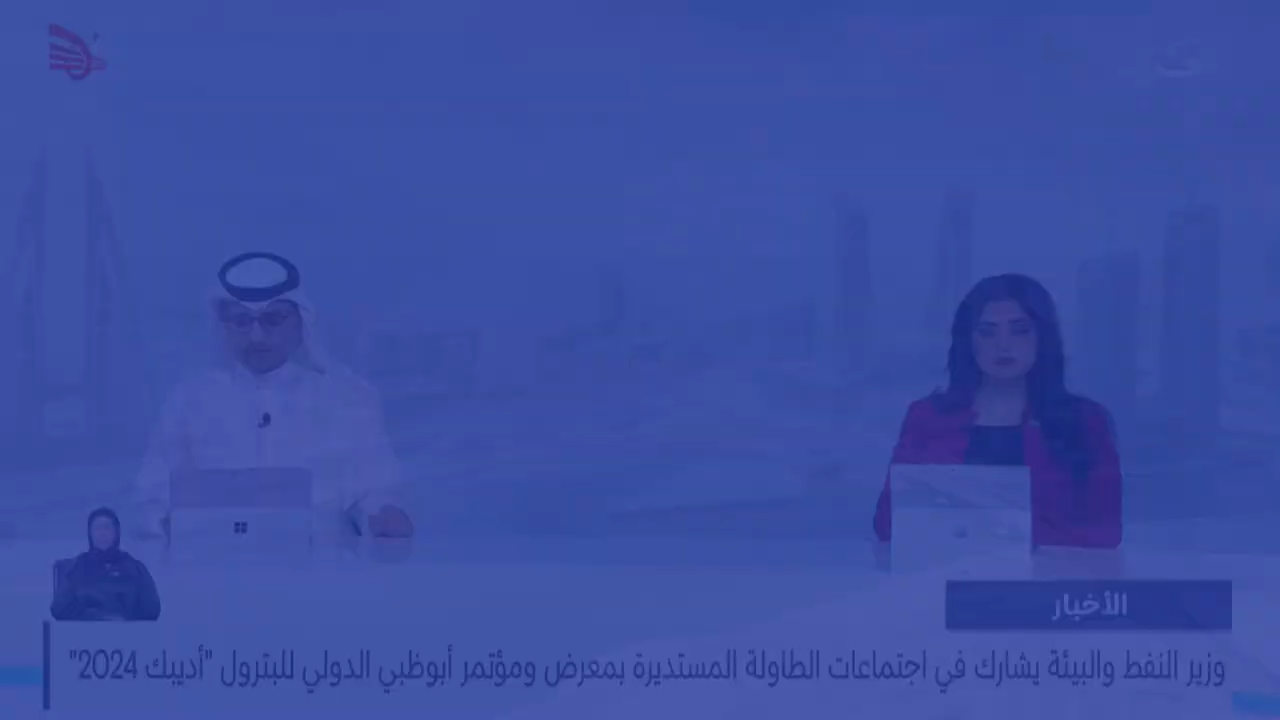 الأخبار
وزير النفط والبيئة يشارك في اجتماعات الطاولة المستديرة بمعرض ومؤتمر أبوظبي الدولي للبترول "أديبك 2024"